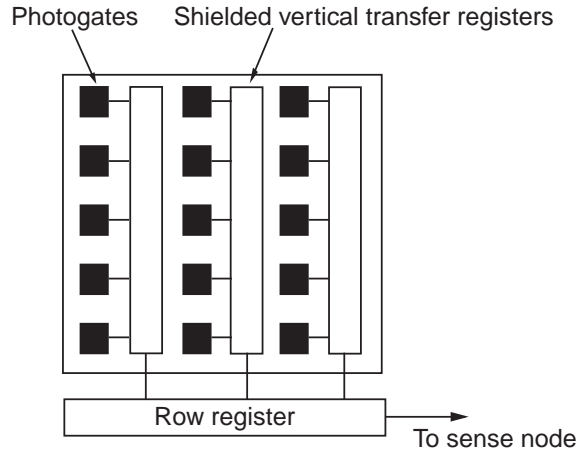 Photogates
Shielded vertical transfer registers
Row register
To sense node